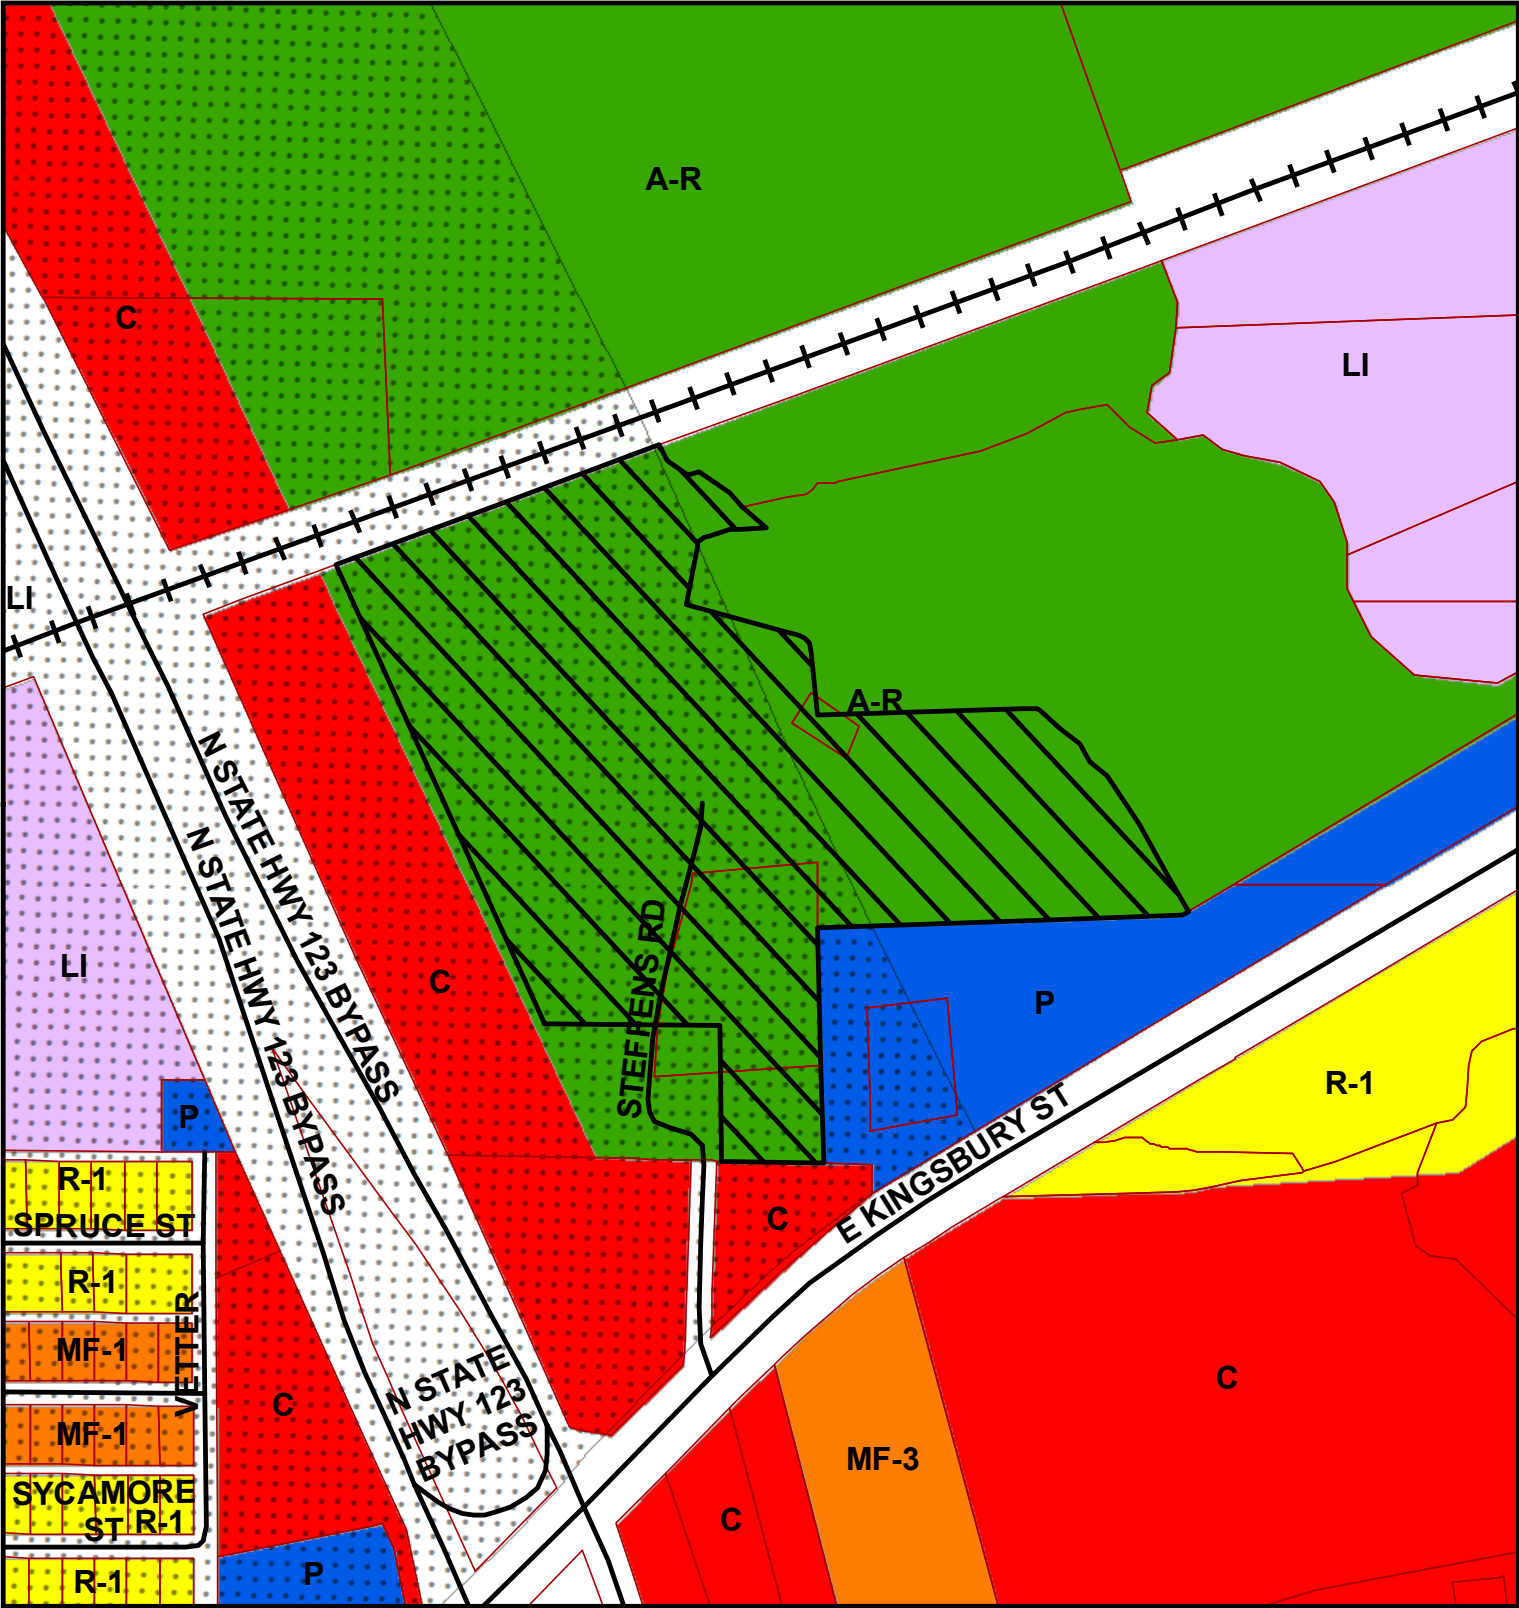 A-R
C
LI
LI
A-R
N STATE HWY 123 BYPASS
N STATE HWY 123 BYPASS
STEFFENS RD
LI
C
P
R-1
P
E KINGSBURY ST
R-1
SPRUCE ST
C
R-1
VETTER
MF-1
C
N STATE
HWY 123
BYPASS
C
MF-1
MF-3
SYCAMORE
ST
R-1
C
P
R-1